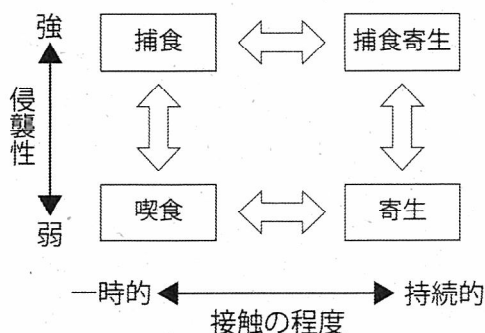 強
捕食
捕食寄生
侵襲性
弱
喫食
寄生
一時的
持続的
接触の程度